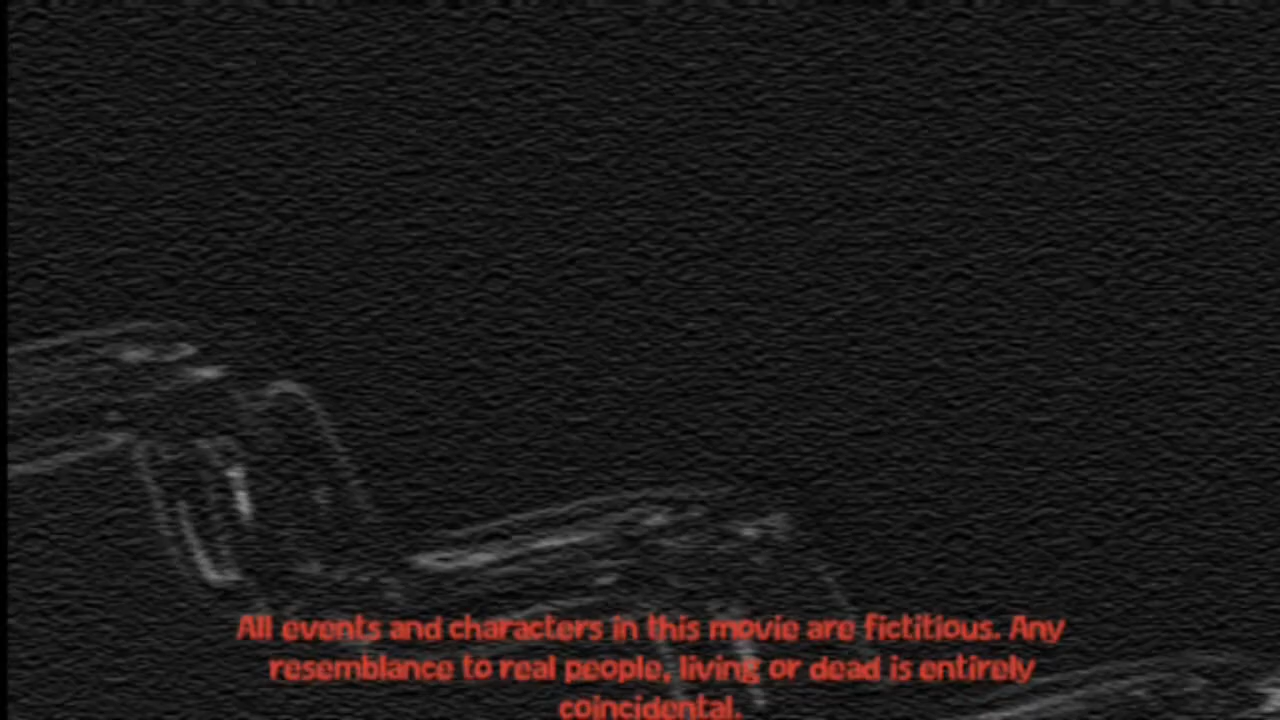 All events and characters in this movie are fictitious. Any
resemblance to real people, living or dead is entirely
coincidental.